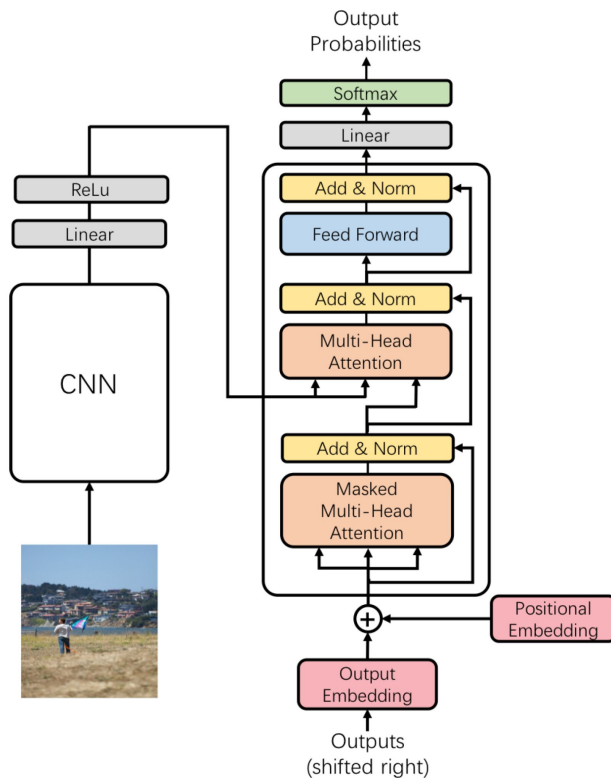 Output
Probabilities
Softmax
Linear
Add & Norm
Feed Forward
Add & Norm
Multi-Head
Attention
Add & Norm
Masked
Multi-Head
Attention
Positional
Embedding
Output
Embedding
Outputs
(shifted right)
ReLu
Linear
CNN